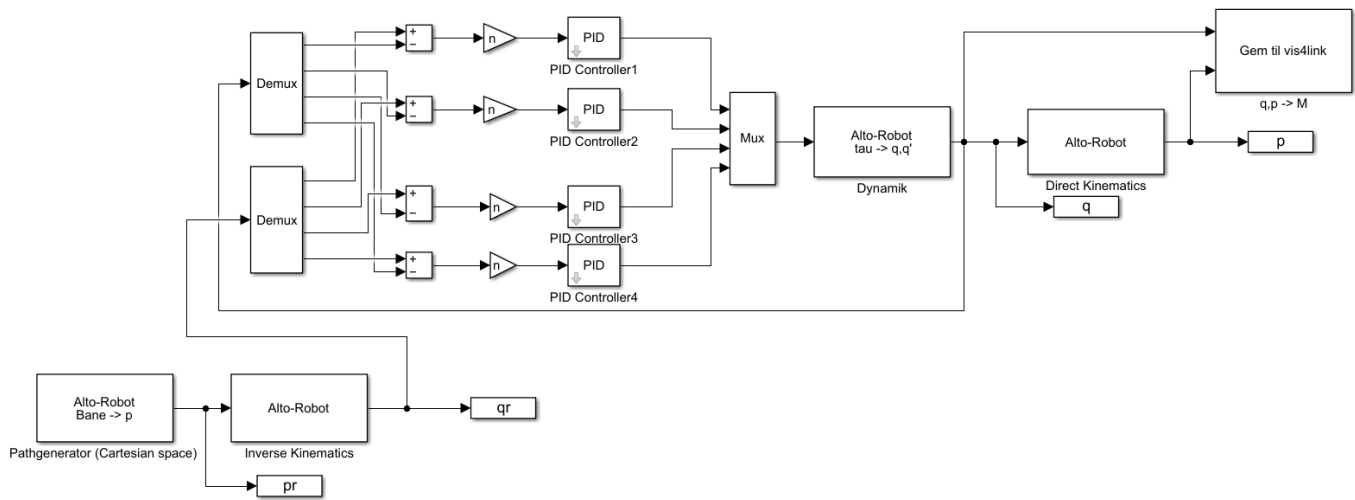 +
−
n
PID
PID Controller1
Gem til vis4link
q,p -> M
Demux
+
−
n
PID
PID Controller2
Mux
Alto-Robot
tau -> q,q'
Dynamik
Alto-Robot
Direct Kinematics
p
q
Demux
+
−
n
PID
PID Controller3
+
−
n
PID
PID Controller4
Alto-Robot
Bane -> p
Pathgenerator (Cartesian space)
Alto-Robot
Inverse Kinematics
qr
pr